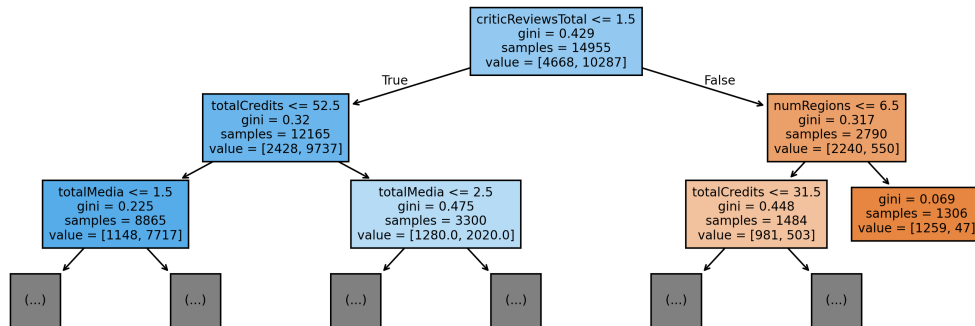 criticReviewsTotal <= 1.5
gini = 0.429
samples = 14955
value = [4668, 10287]
True
False
totalCredits <= 52.5
gini = 0.32
samples = 12165
value = [2428, 9737]
numRegions <= 6.5
gini = 0.317
samples = 2790
value = [2240, 550]
totalMedia <= 1.5
gini = 0.225
samples = 8865
value = [1148, 7717]
totalMedia <= 2.5
gini = 0.475
samples = 3300
value = [1280.0, 2020.0]
totalCredits <= 31.5
gini = 0.448
samples = 1484
value = [981, 503]
gini = 0.069
samples = 1306
value = [1259, 47]
(...)
(...)
(...)
(...)
(...)
(...)